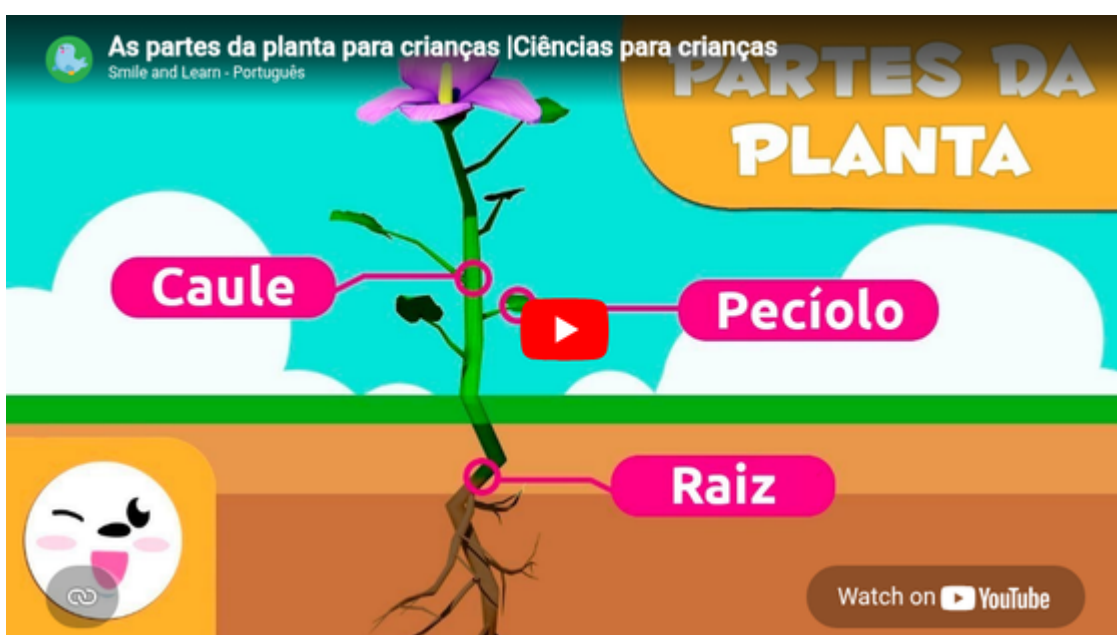 As partes da planta para crianças |Ciências para crianças
Smile and Learn - Português
PARTES DA
PLANTA
Caule
Pecíolo
Raiz
Watch on YouTube